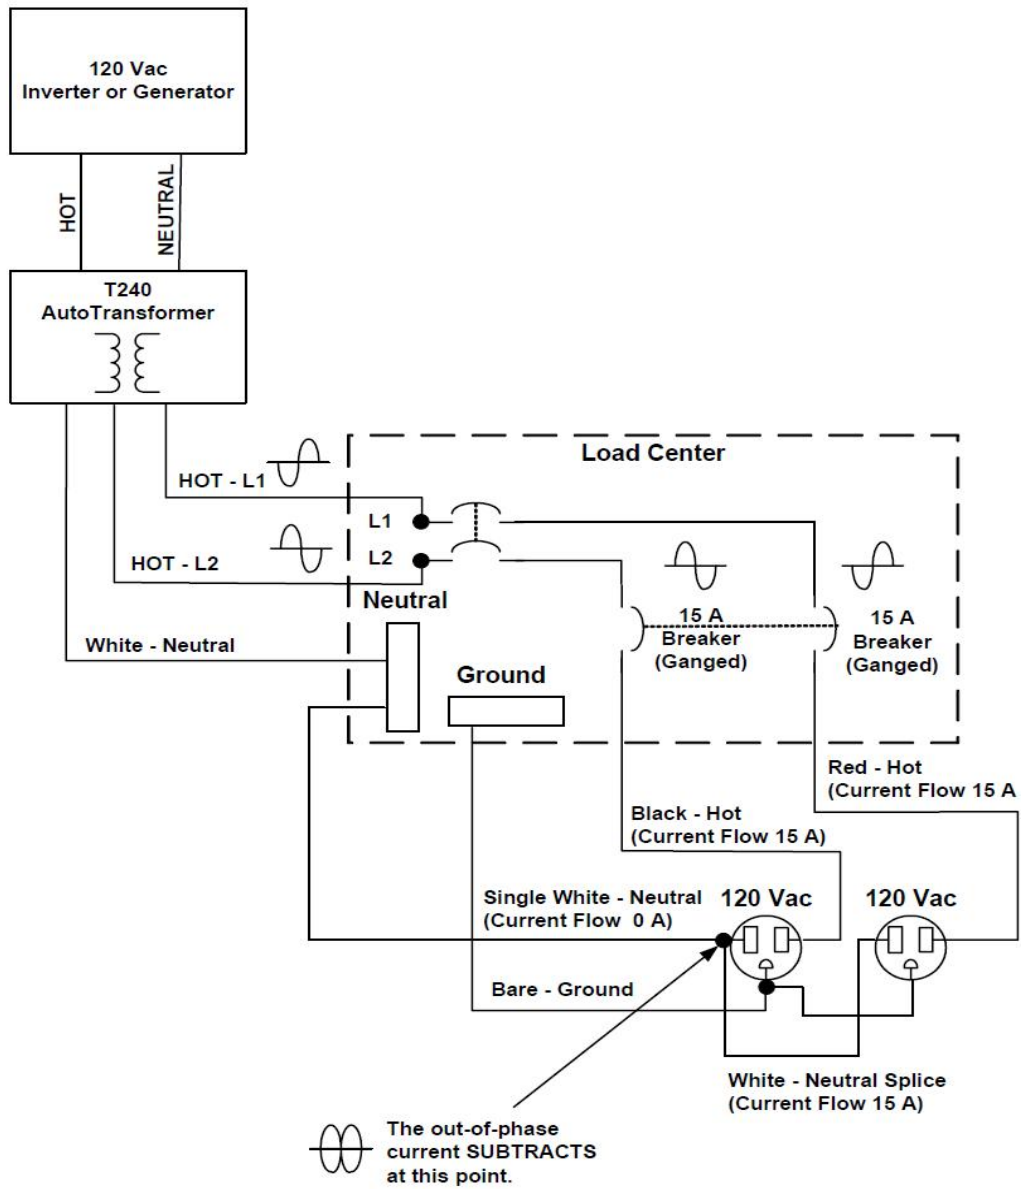 120 Vac
Inverter or Generator
HOT
NEUTRAL
T240
AutoTransformer
HOT - L1
Load Center
L1
HOT - L2
L2
Neutral
15 A
Breaker
(Ganged)
15 A
Breaker
(Ganged)
White - Neutral
Ground
Red - Hot
(Current Flow 15 A
Black - Hot
(Current Flow 15 A)
Single White - Neutral
(Current Flow 0 A)
120 Vac
120 Vac
Bare - Ground
White - Neutral Splice
(Current Flow 15 A)
The out-of-phase
current SUBTRACTS
at this point.